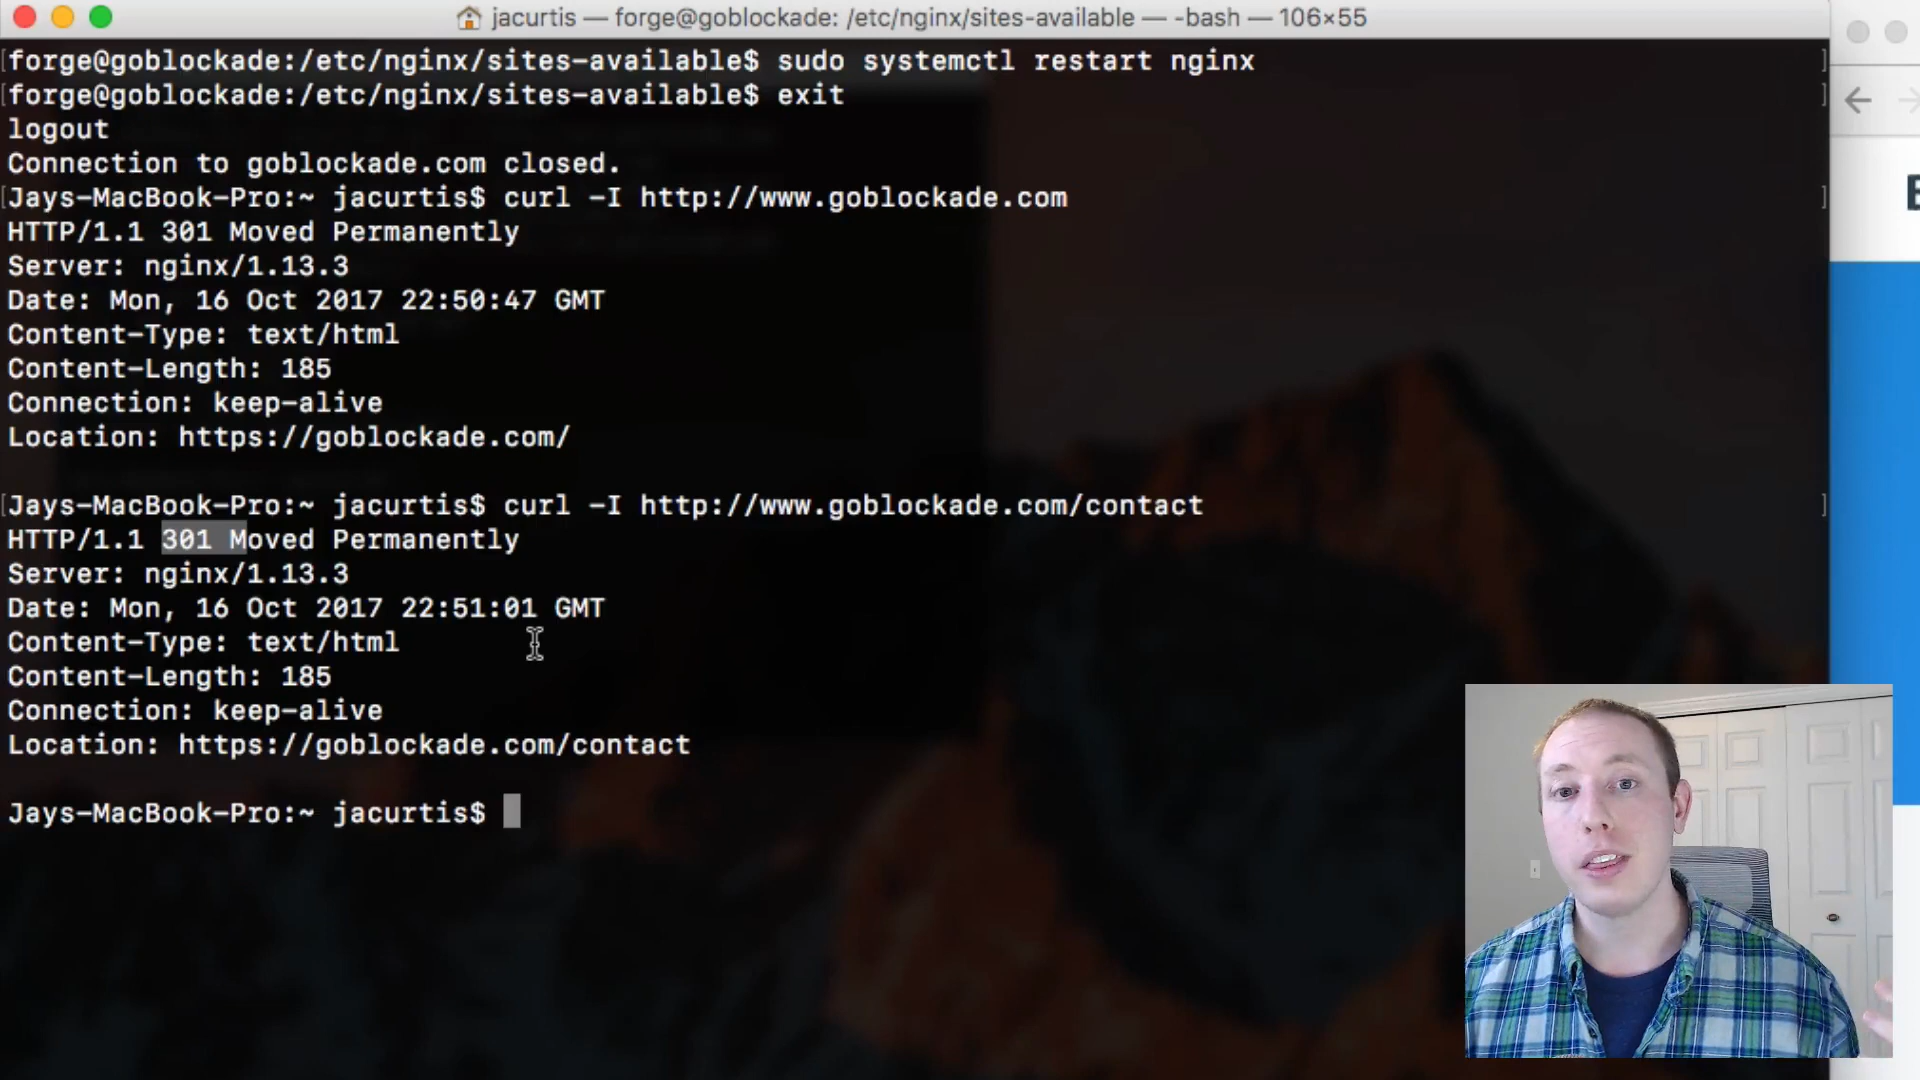 jacurtis — forge@goblockade: /etc/nginx/sites-available — -bash — 106×55
[forge@goblockade:/etc/nginx/sites-available$ sudo systemctl restart nginx ]
[forge@goblockade:/etc/nginx/sites-available$ exit ]
logout
Connection to goblockade.com closed.
[Jays-MacBook-Pro:~ jacurtis$ curl -I http://www.goblockade.com ]
HTTP/1.1 301 Moved Permanently
Server: nginx/1.13.3
Date: Mon, 16 Oct 2017 22:50:47 GMT
Content-Type: text/html
Content-Length: 185
Connection: keep-alive
Location: https://goblockade.com/
[Jays-MacBook-Pro:~ jacurtis$ curl -I http://www.goblockade.com/contact ]
HTTP/1.1 301 Moved Permanently
Server: nginx/1.13.3
Date: Mon, 16 Oct 2017 22:51:01 GMT
Content-Type: text/html
Content-Length: 185
Connection: keep-alive
Location: https://goblockade.com/contact
Jays-MacBook-Pro:~ jacurtis$